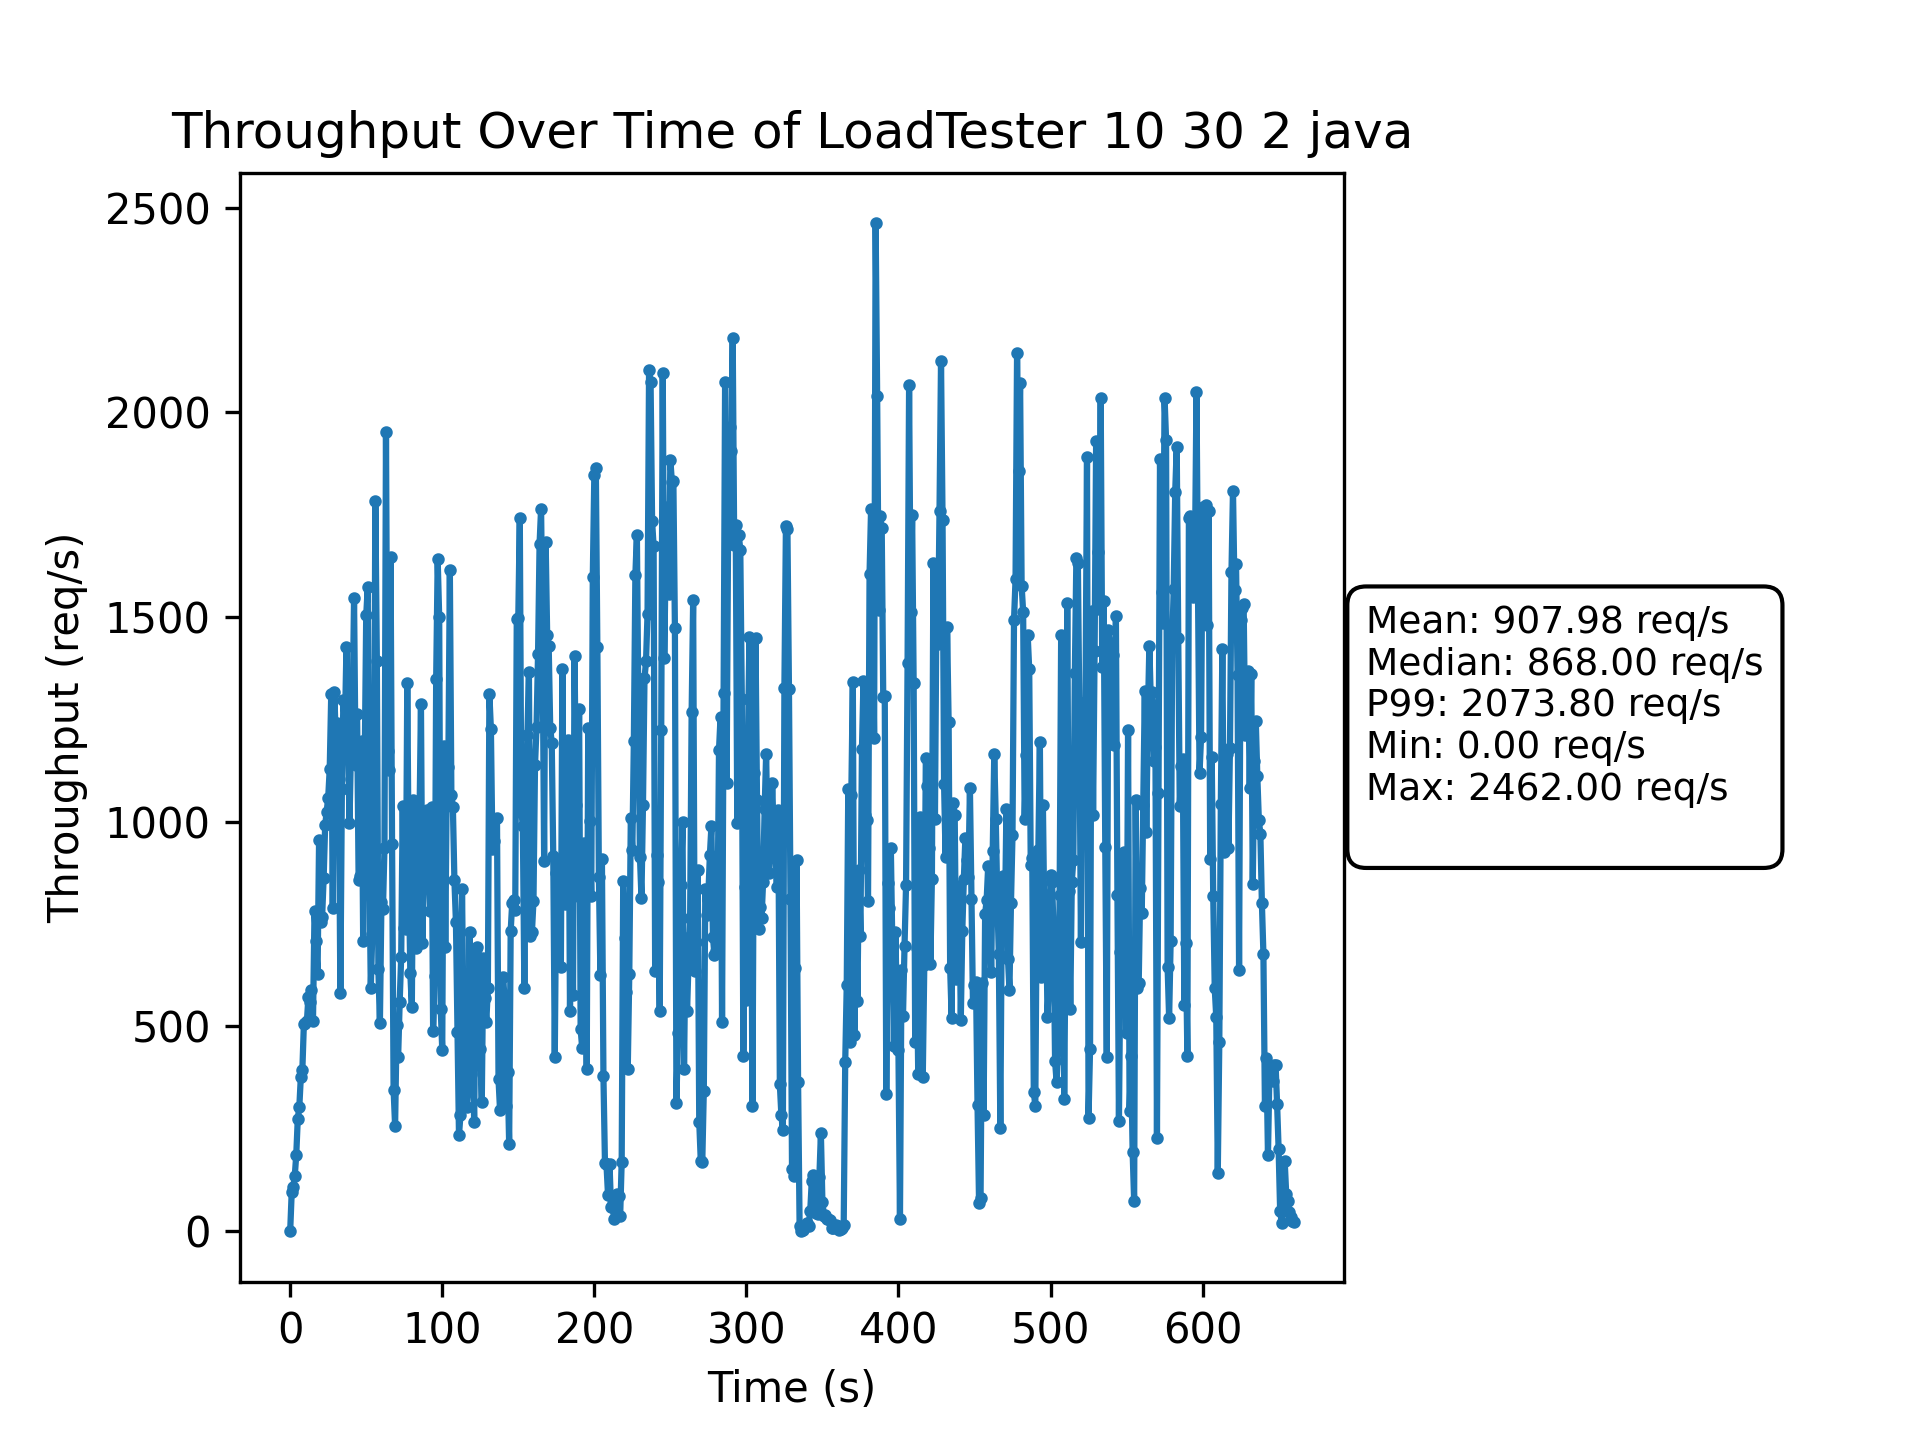 Throughput Over Time of LoadTester 10 30 2 java
2500
2000
1500
1000
500
0
Throughput (req/s)
0 100 200 300 400 500 600
Time (s)
Mean: 907.98 req/s
Median: 868.00 req/s
P99: 2073.80 req/s
Min: 0.00 req/s
Max: 2462.00 req/s